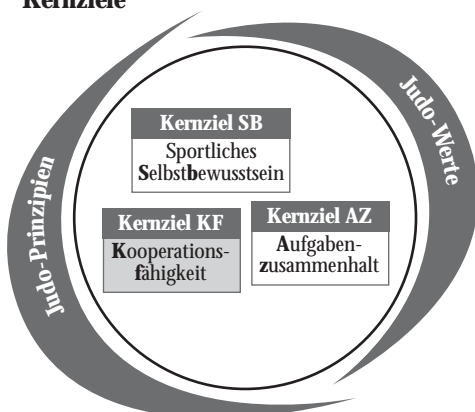 Kernziele
Judo-Werte
Judo-Prinzipien
Kernziel SB
Sportliches
Selbstbewusstsein
Kernziel KF
Kooperations-
fähigkeit
Kernziel AZ
Aufgaben-
zusammenhalt